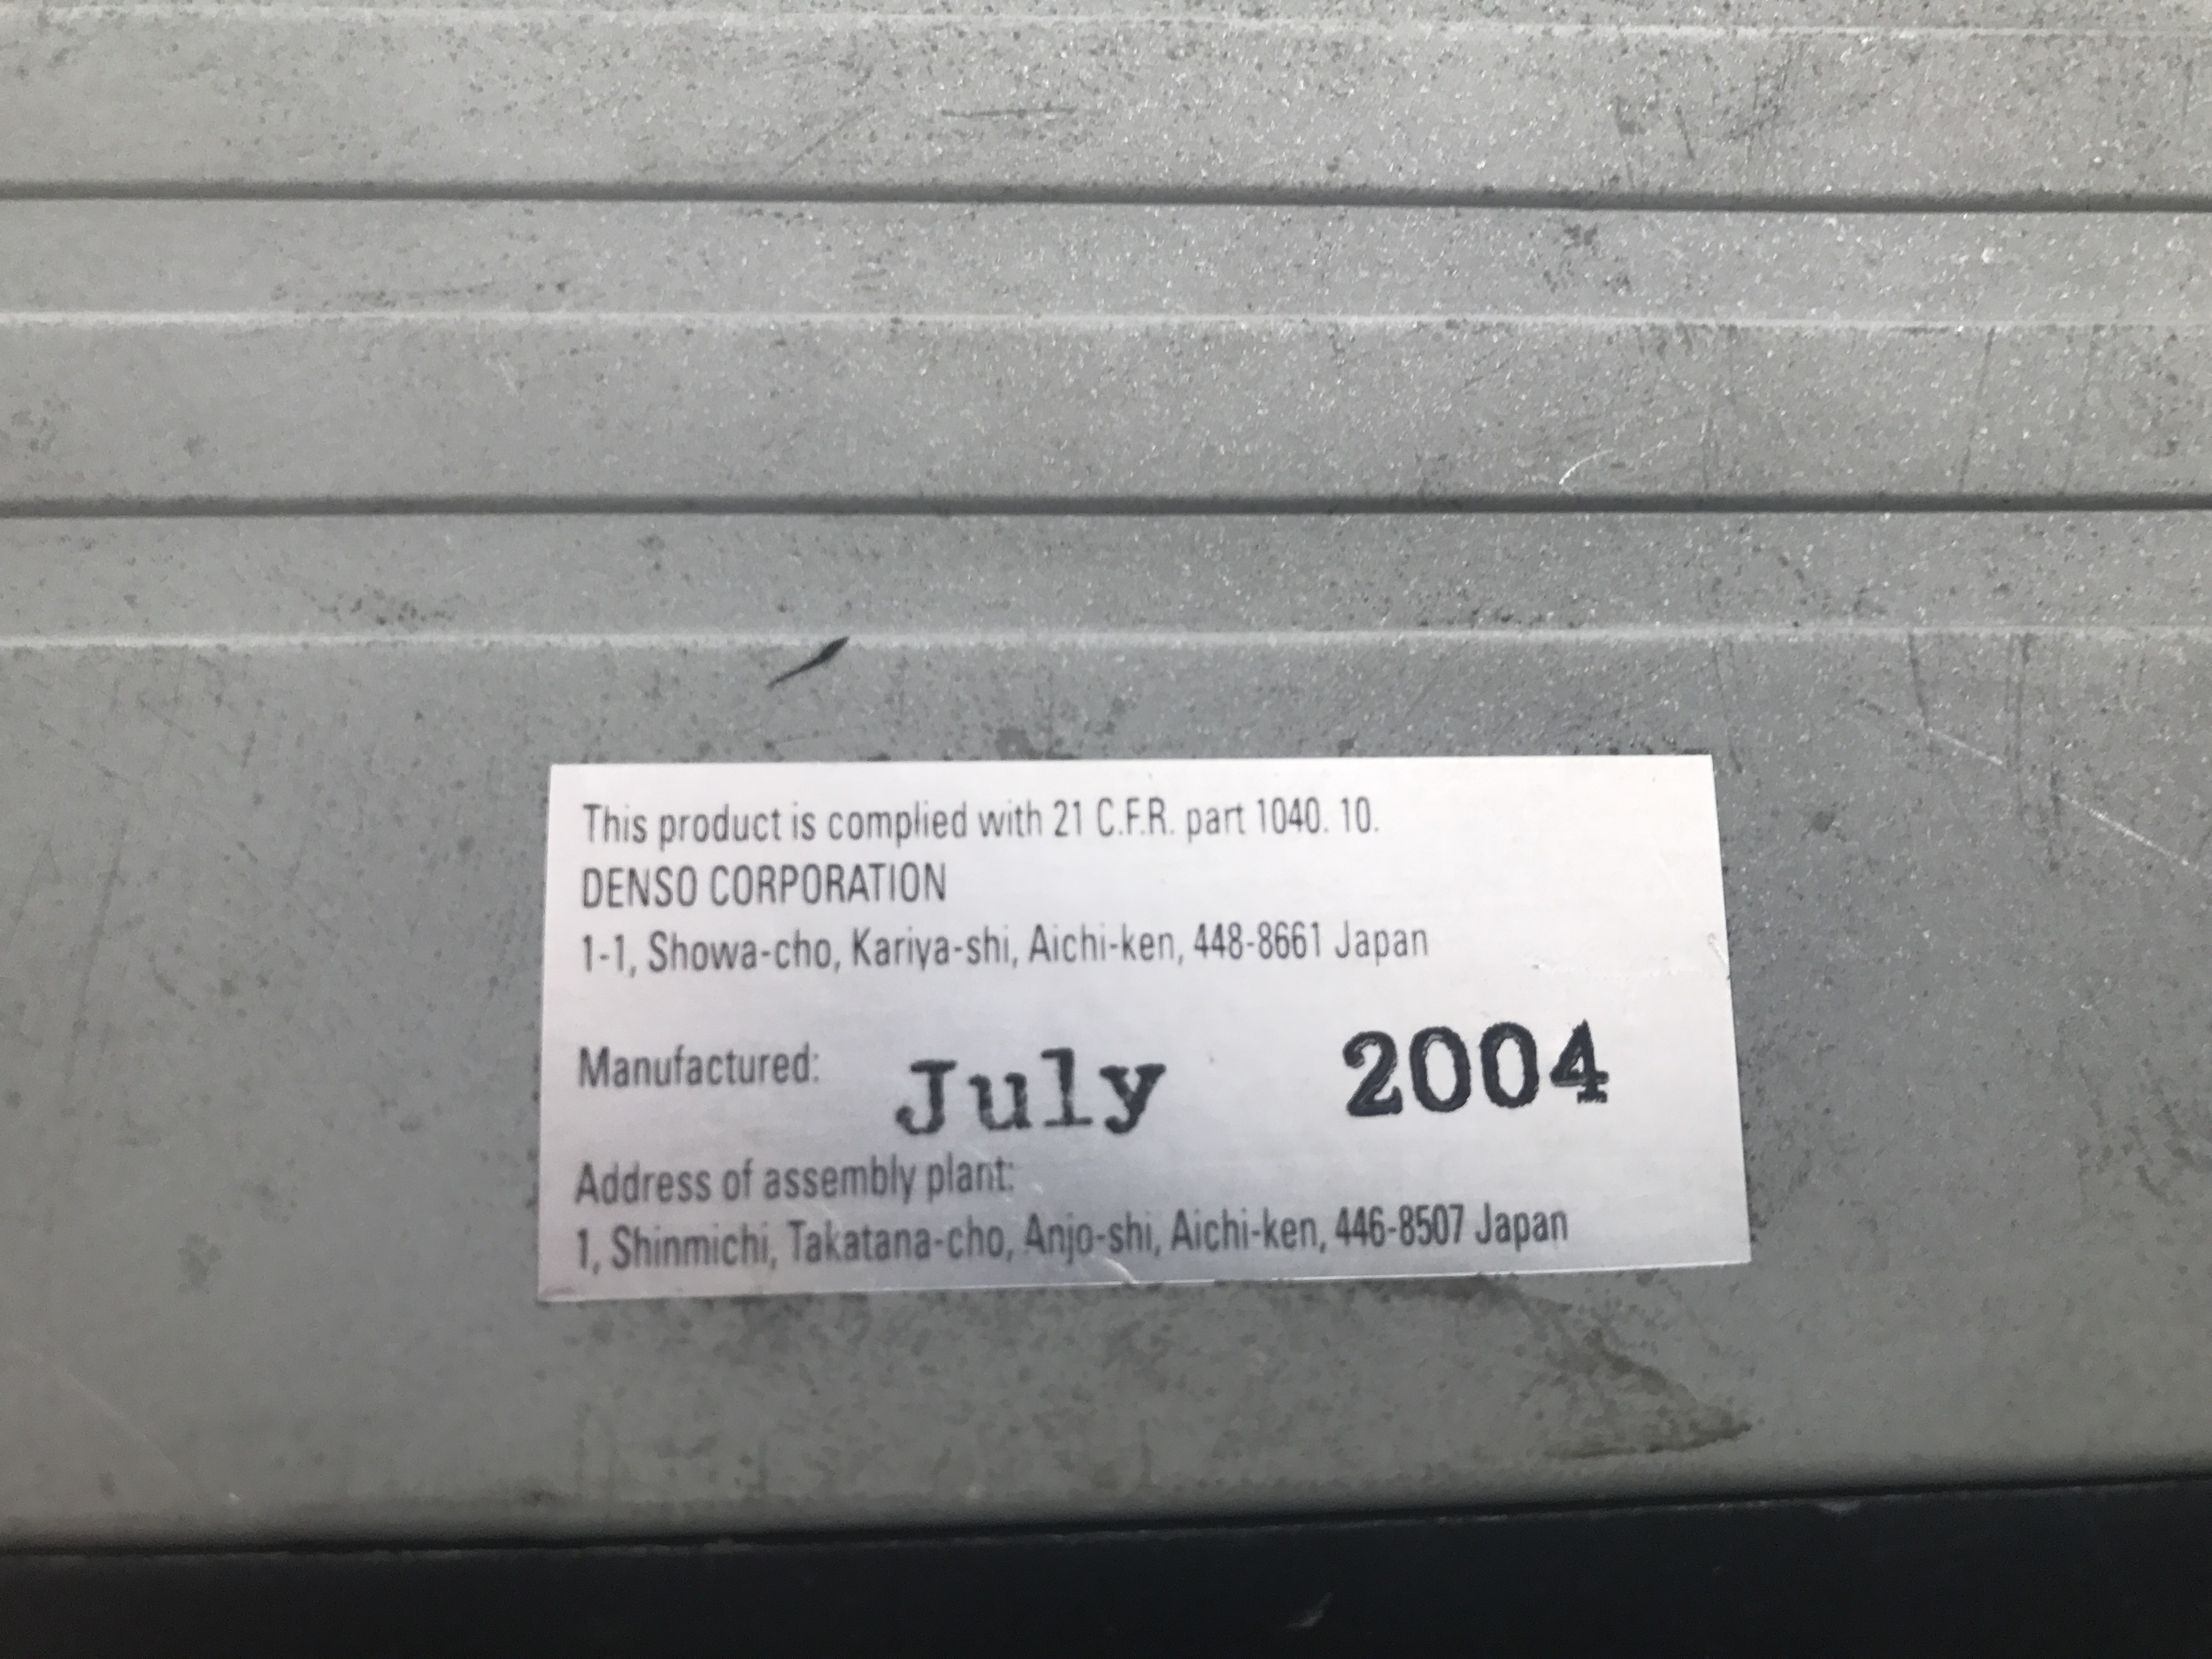 This product is complied with 21 C.F.R. part 1040. 10.
DENSO CORPORATION
1-1, Showa-cho, Kariya-shi, Aichi-ken, 448-8661 Japan
Manufactured: July 2004
Address of assembly plant:
1, Shinmichi, Takatana-cho, Anjo-shi, Aichi-ken, 446-8507 Japan